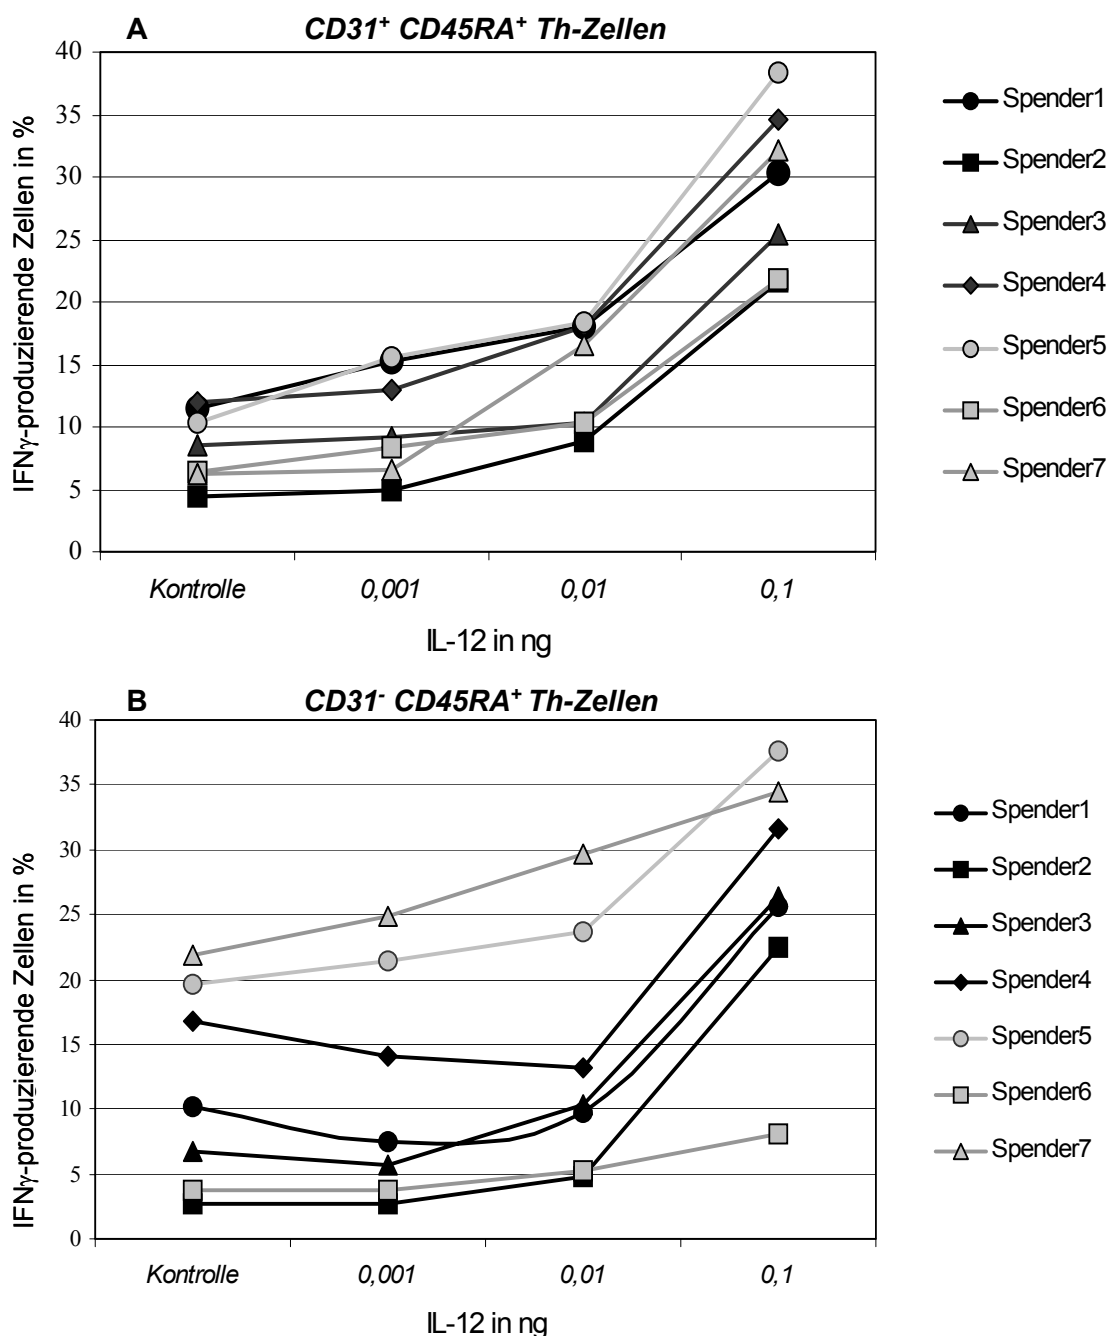 A CD31⁺ CD45RA⁺ Th-Zellen
IFNγ-produzierende Zellen in %
40
35
30
25
20
15
10
5
0
Kontrolle 0,001 0,01 0,1
IL-12 in ng
Spender1
Spender2
Spender3
Spender4
Spender5
Spender6
Spender7
B CD31⁻ CD45RA⁺ Th-Zellen
IFNγ-produzierende Zellen in %
40
35
30
25
20
15
10
5
0
Kontrolle 0,001 0,01 0,1
IL-12 in ng
Spender1
Spender2
Spender3
Spender4
Spender5
Spender6
Spender7